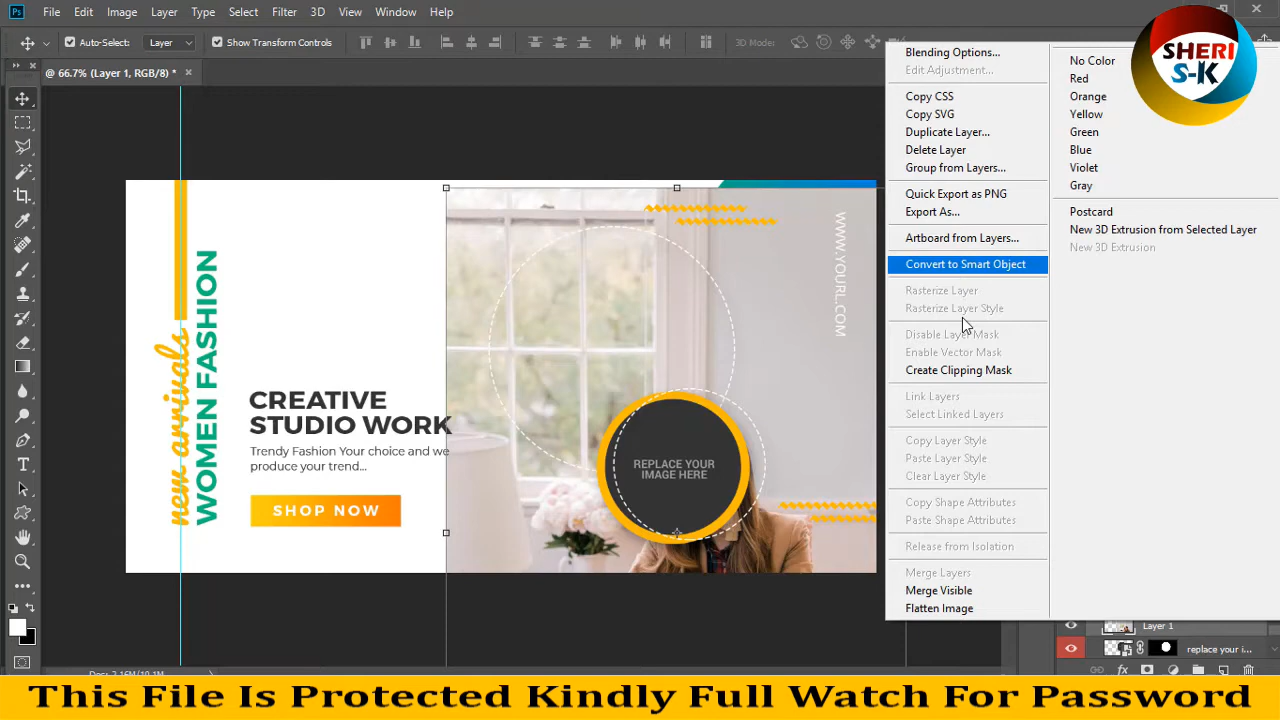 Ps File Edit Image Layer Type Select Filter 3D View Window Help
Auto-Select: Layer Show Transform Controls 3D Mode:
@ 66.7% (Layer 1, RGB/8) *
Blending Options...
Edit Adjustment...
Copy CSS
Copy SVG
Duplicate Layer...
Delete Layer
Group from Layers...
Quick Export as PNG
Export As...
Artboard from Layers...
Convert to Smart Object
Rasterize Layer
Rasterize Layer Style
Disable Layer Mask
Enable Vector Mask
Create Clipping Mask
Link Layers
Select Linked Layers
Copy Layer Style
Paste Layer Style
Clear Layer Style
Copy Shape Attributes
Paste Shape Attributes
Release from Isolation
Merge Layers
Merge Visible
Flatten Image
No Color
Red
Orange
Yellow
Green
Blue
Violet
Gray
Postcard
New 3D Extrusion from Selected Layer
New 3D Extrusion
SHERI
S-K
new arrivals
WOMEN FASHION
CREATIVE
STUDIO WORK
Trendy Fashion Your choice and we
produce your trend...
SHOP NOW
WWW.YOURL.COM
REPLACE YOUR
IMAGE HERE
Layer 1
replace your i...
fx
This File Is Protected Kindly Full Watch For Password